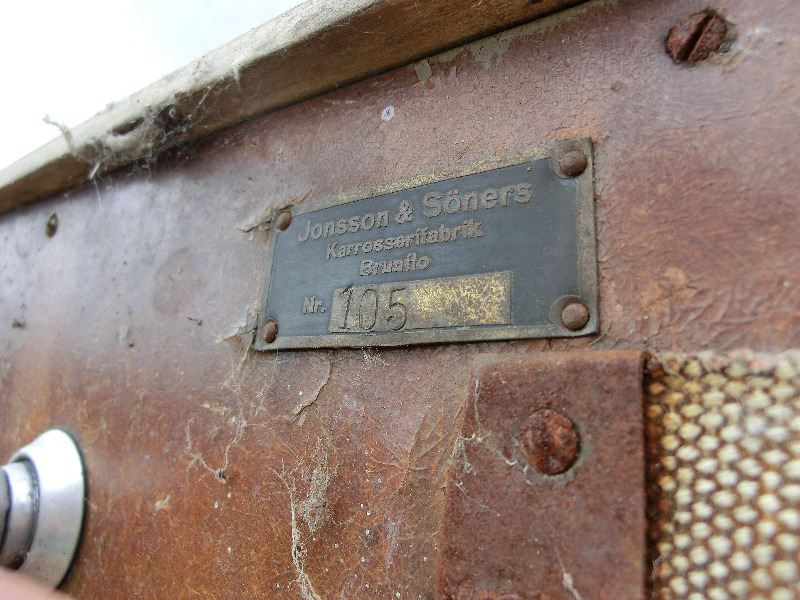 Jonsson & Söners
Karrosserifabrik
Brunflo
Nr. 105